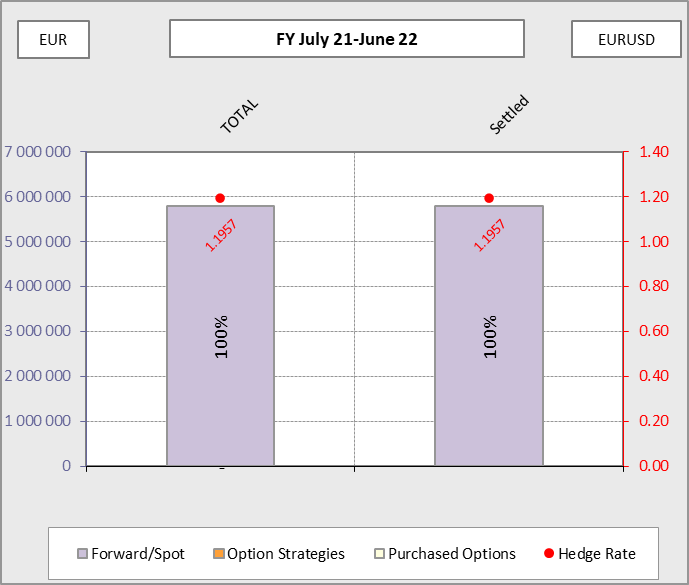 EUR
FY July 21-June 22
EURUSD
TOTAL
Settled
7 000 000
6 000 000
5 000 000
4 000 000
3 000 000
2 000 000
1 000 000
0
1.1957
1.1957
100%
100%
-
1.40
1.20
1.00
0.80
0.60
0.40
0.20
0.00
Forward/Spot
Option Strategies
Purchased Options
Hedge Rate